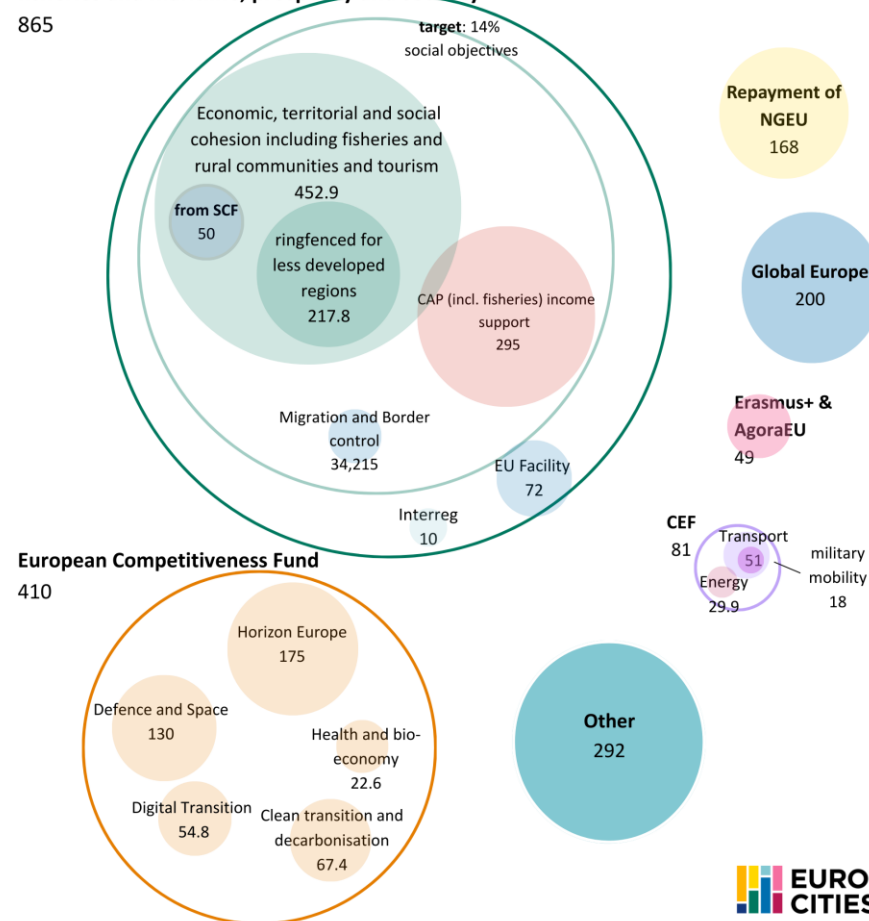 865
target: 14%
social objectives
Economic, territorial and social
cohesion including fisheries and
rural communities and tourism
452.9
from SCF
50
ringfenced for
less developed
regions
217.8
CAP (incl. fisheries) income
support
295
Migration and Border
control
34,215
EU Facility
72
Interreg
10
Repayment of
NGEU
168
Global Europe
200
Erasmus+ &
AgoraEU
49
CEF
81
Transport
51
military
mobility
18
Energy
29.9
European Competitiveness Fund
410
Horizon Europe
175
Defence and Space
130
Health and bio-
economy
22.6
Digital Transition
54.8
Clean transition and
decarbonisation
67.4
Other
292
EURO
CITIES